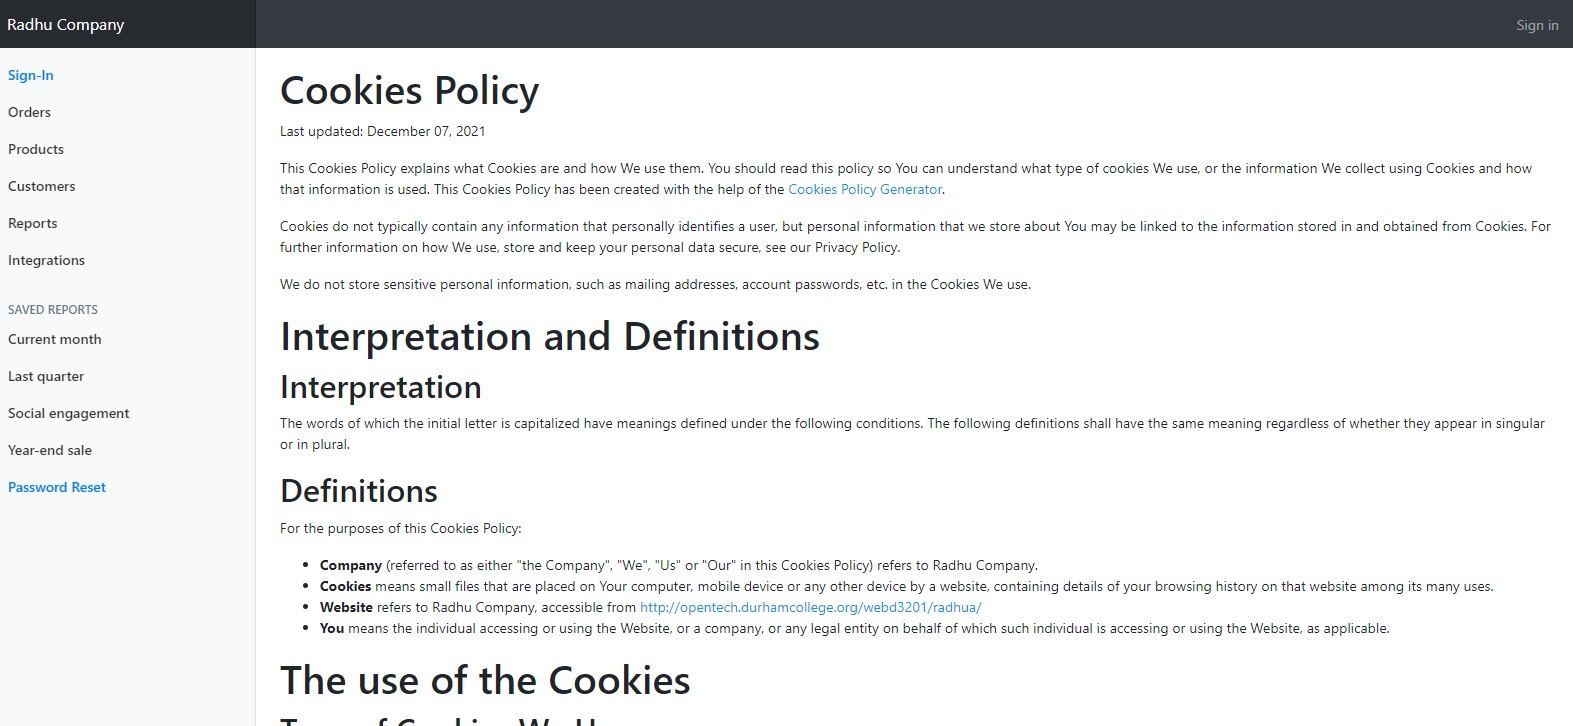 Radhu Company
Sign in
Sign-In
Orders
Products
Customers
Reports
Integrations
SAVED REPORTS
Current month
Last quarter
Social engagement
Year-end sale
Password Reset
Cookies Policy
Last updated: December 07, 2021
This Cookies Policy explains what Cookies are and how We use them. You should read this policy so You can understand what type of cookies We use, or the information We collect using Cookies and how
that information is used. This Cookies Policy has been created with the help of the Cookies Policy Generator.
Cookies do not typically contain any information that personally identifies a user, but personal information that we store about You may be linked to the information stored in and obtained from Cookies. For
further information on how We use, store and keep your personal data secure, see our Privacy Policy.
We do not store sensitive personal information, such as mailing addresses, account passwords, etc. in the Cookies We use.
Interpretation and Definitions
Interpretation
The words of which the initial letter is capitalized have meanings defined under the following conditions. The following definitions shall have the same meaning regardless of whether they appear in singular
or in plural.
Definitions
For the purposes of this Cookies Policy:
• Company (referred to as either "the Company", "We", "Us" or "Our" in this Cookies Policy) refers to Radhu Company.
• Cookies means small files that are placed on Your computer, mobile device or any other device by a website, containing details of your browsing history on that website among its many uses.
• Website refers to Radhu Company, accessible from http://opentech.durhamcollege.org/webd3201/radhua/
• You means the individual accessing or using the Website, or a company, or any legal entity on behalf of which such individual is accessing or using the Website, as applicable.
The use of the Cookies